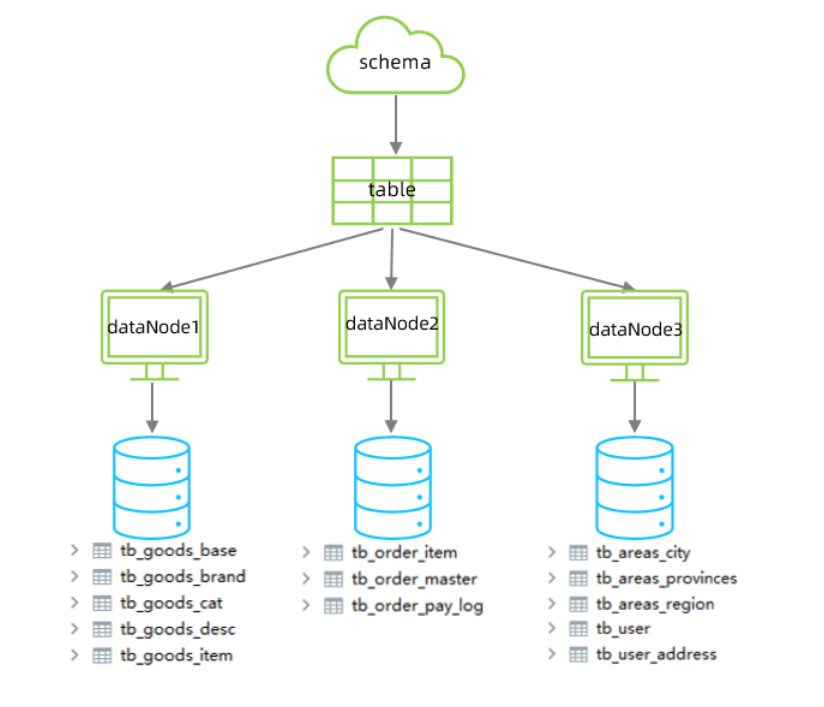 schema
table
dataNode1
dataNode2
dataNode3
tb_goods_base
tb_goods_brand
tb_goods_cat
tb_goods_desc
tb_goods_item
tb_order_item
tb_order_master
tb_order_pay_log
tb_areas_city
tb_areas_provinces
tb_areas_region
tb_user
tb_user_address